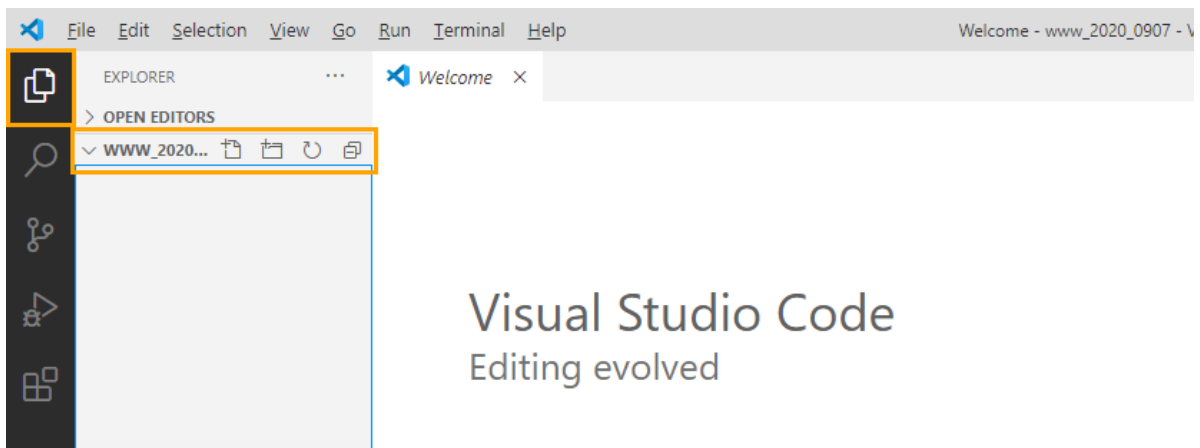 File Edit Selection View Go Run Terminal Help Welcome - www_2020_0907 - V
EXPLORER ··· Welcome ×
OPEN EDITORS
WWW_2020...
Visual Studio Code
Editing evolved